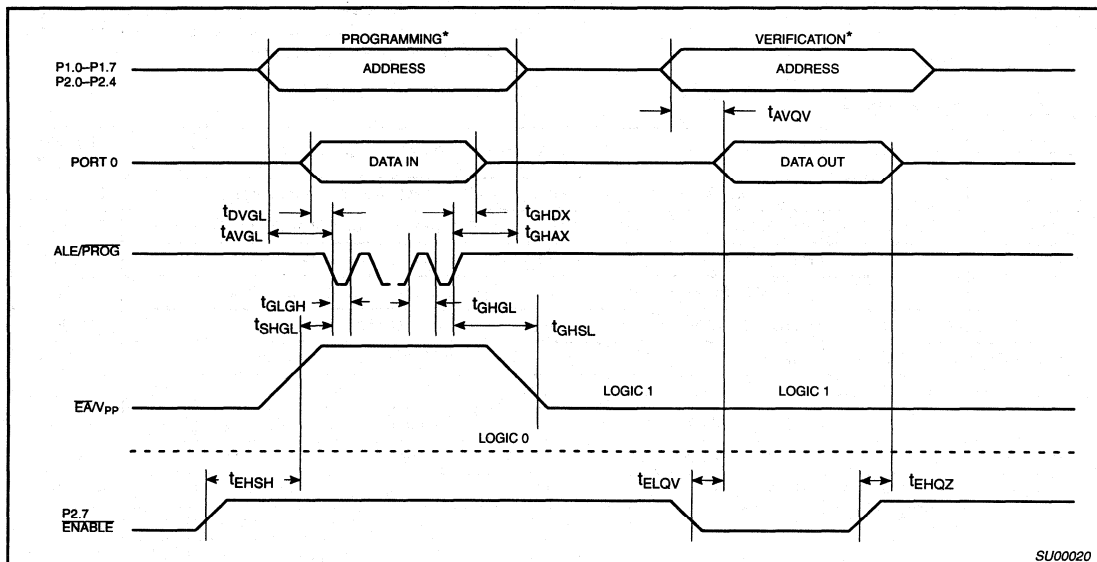 PROGRAMMING*
VERIFICATION*
P1.0–P1.7
P2.0–P2.4
ADDRESS
ADDRESS
tAVQV
PORT 0
DATA IN
DATA OUT
tDVGL
tGHDX
tAVGL
tGHAX
ALE/PROG
tGLGH
tGHGL
tSHGL
tGHSL
EA/VPP
LOGIC 1
LOGIC 1
LOGIC 0
tEHSH
tELQV
tEHQZ
P2.7
ENABLE
SU00020